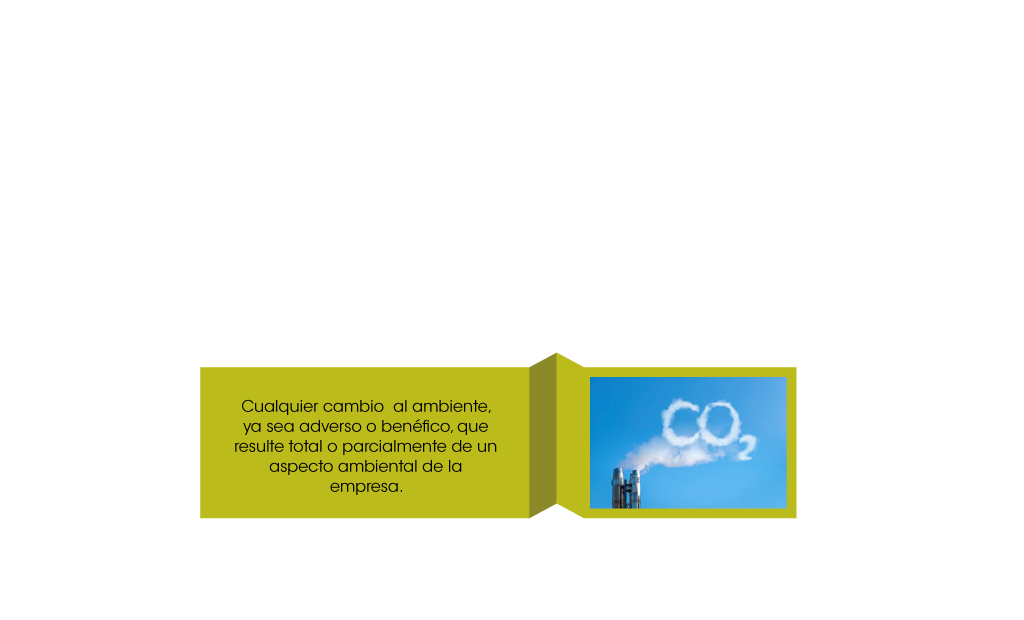 Cualquier cambio  al ambiente,
ya sea adverso o benéfico, que
resulte total o parcialmente de un
aspecto ambiental de la
empresa.
CO2